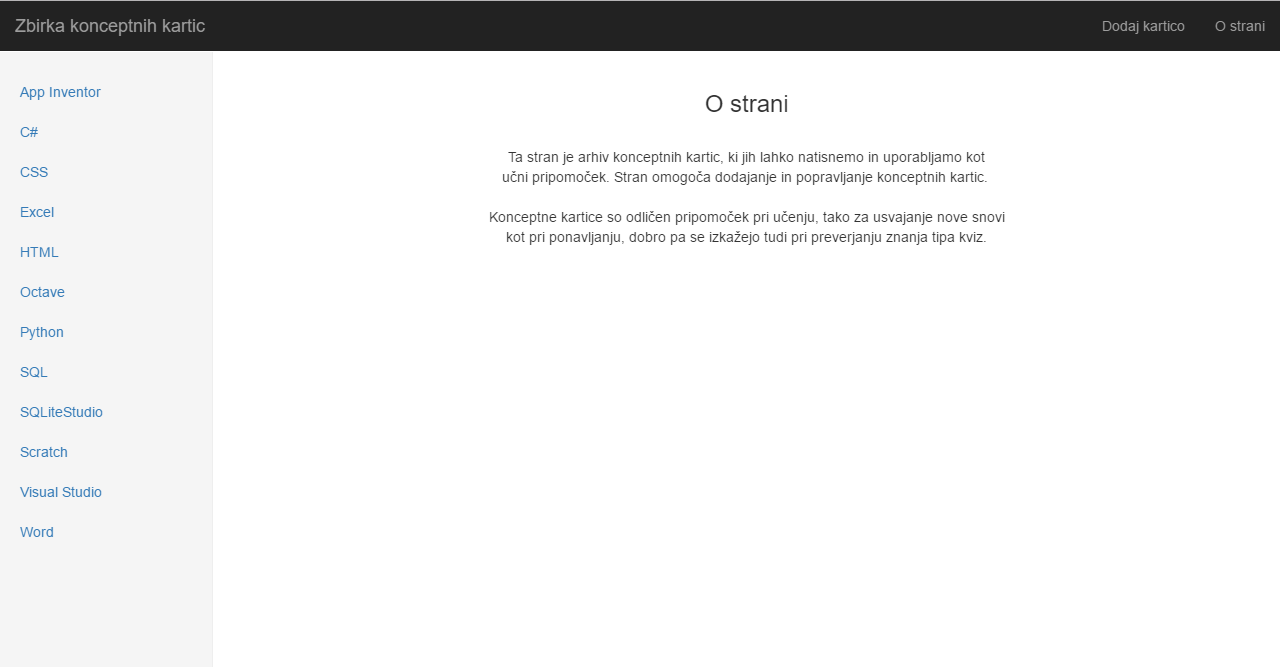 Zbirka konceptnih kartic
Dodaj kartico
O strani
App Inventor
C#
CSS
Excel
HTML
Octave
Python
SQL
SQLiteStudio
Scratch
Visual Studio
Word
O strani
Ta stran je arhiv konceptnih kartic, ki jih lahko natisnemo in uporabljamo kot
učni pripomoček. Stran omogoča dodajanje in popravljanje konceptnih kartic.
Konceptne kartice so odličen pripomoček pri učenju, tako za usvajanje nove snovi
kot pri ponavljanju, dobro pa se izkažejo tudi pri preverjanju znanja tipa kviz.